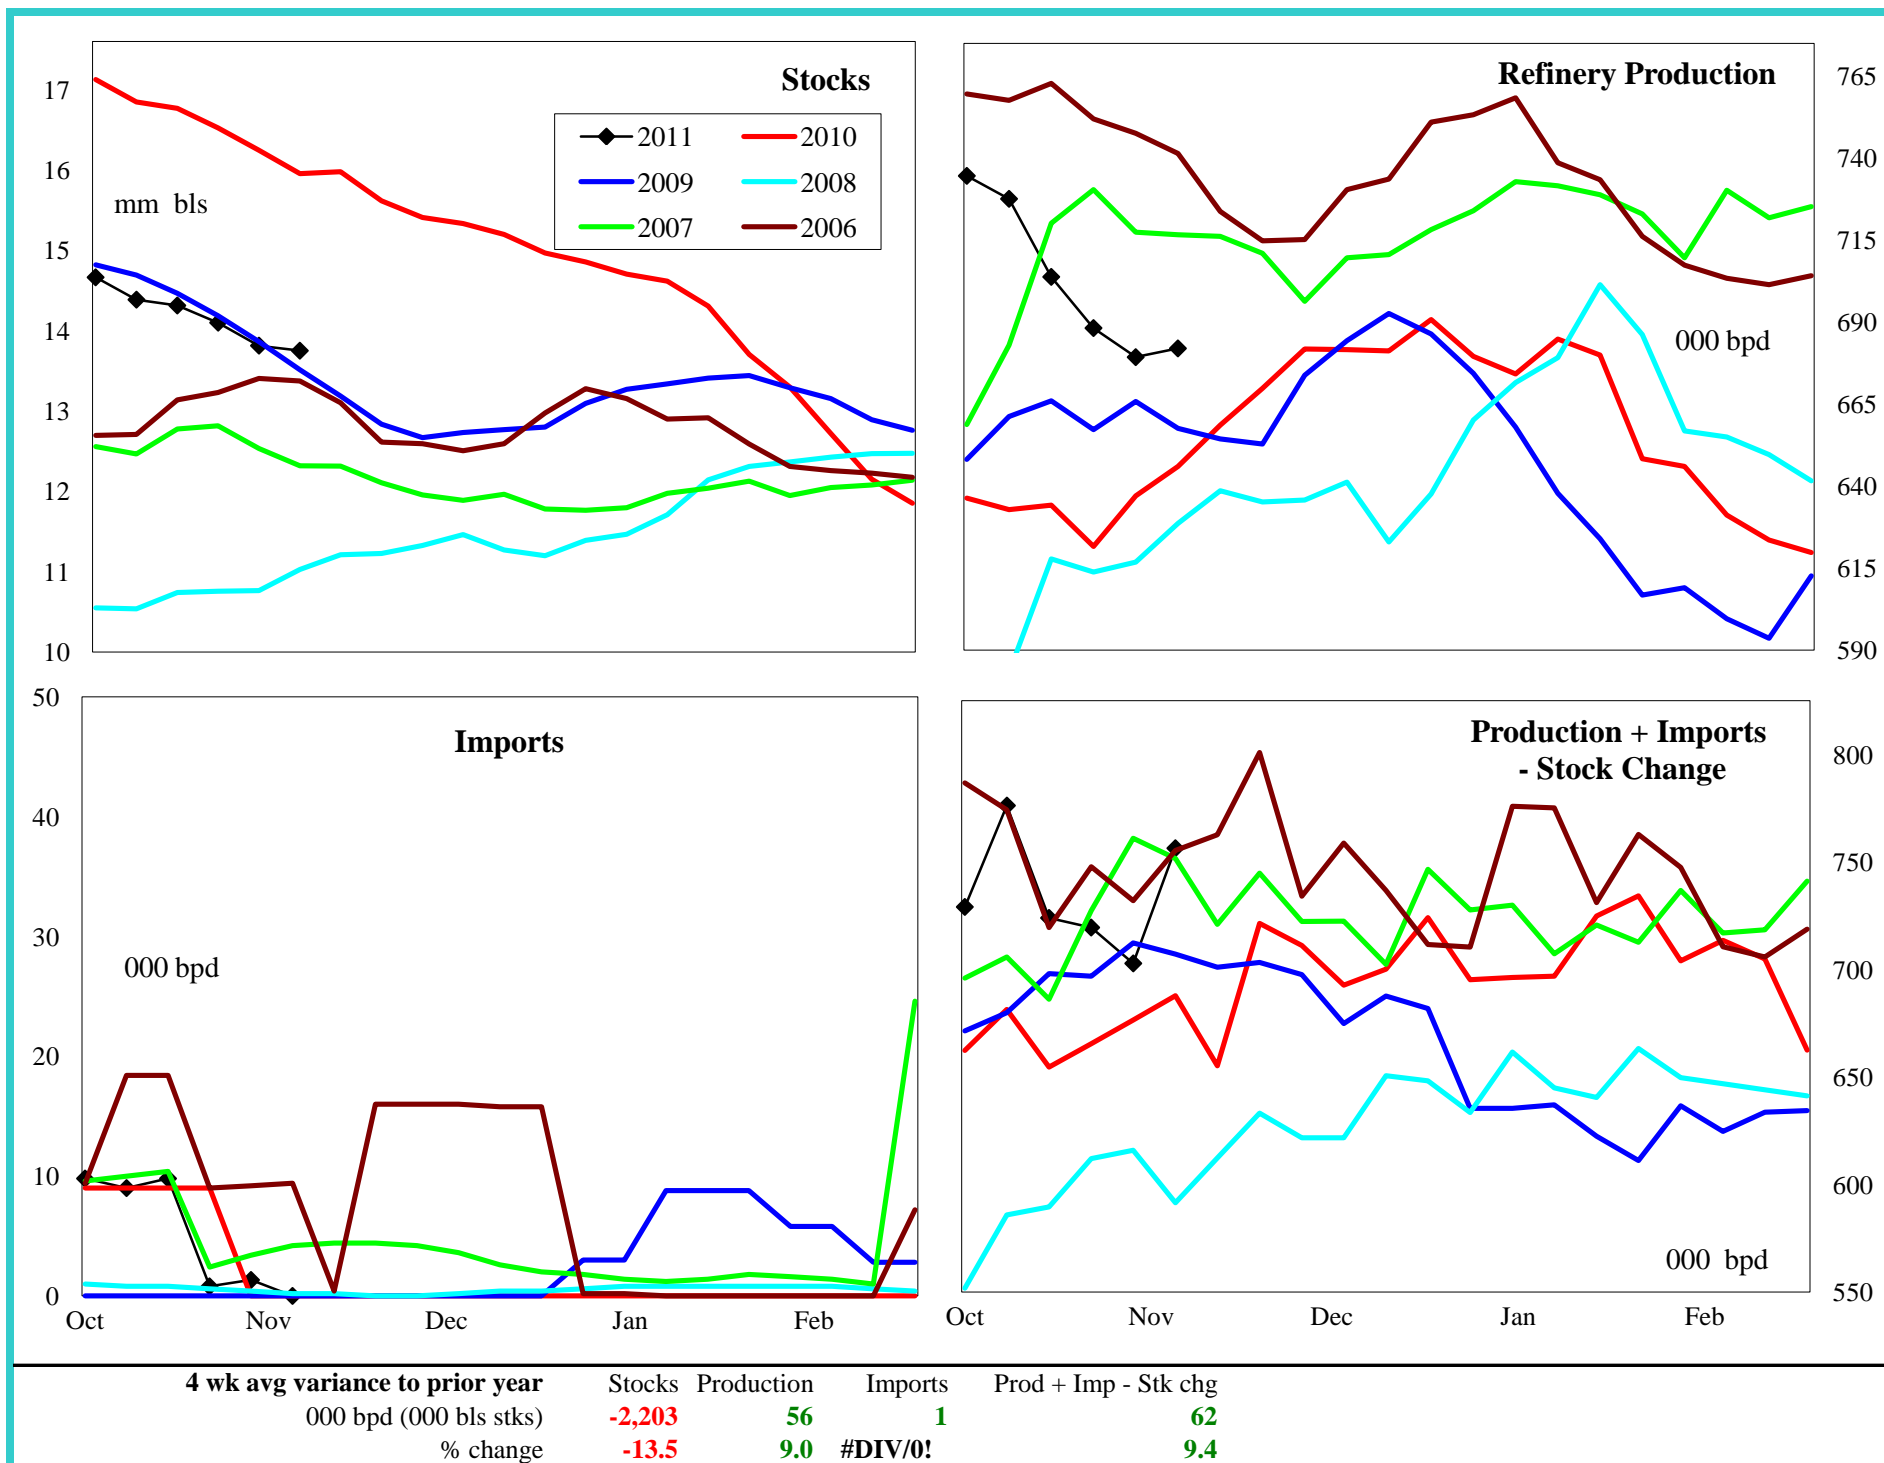 Stocks
17
16
15
14
13
12
11
10
mm bls
2011
2010
2009
2008
2007
2006
Refinery Production
765
740
715
690
665
640
615
590
000 bpd
Imports
50
40
30
20
10
0
000 bpd
Oct Nov Dec Jan Feb
Production + Imports
- Stock Change
800
750
700
650
600
550
000 bpd
Oct Nov Dec Jan Feb
4 wk avg variance to prior year Stocks Production Imports Prod + Imp - Stk chg
000 bpd (000 bls stks) -2,203 56 1 62
% change -13.5 9.0 #DIV/0! 9.4